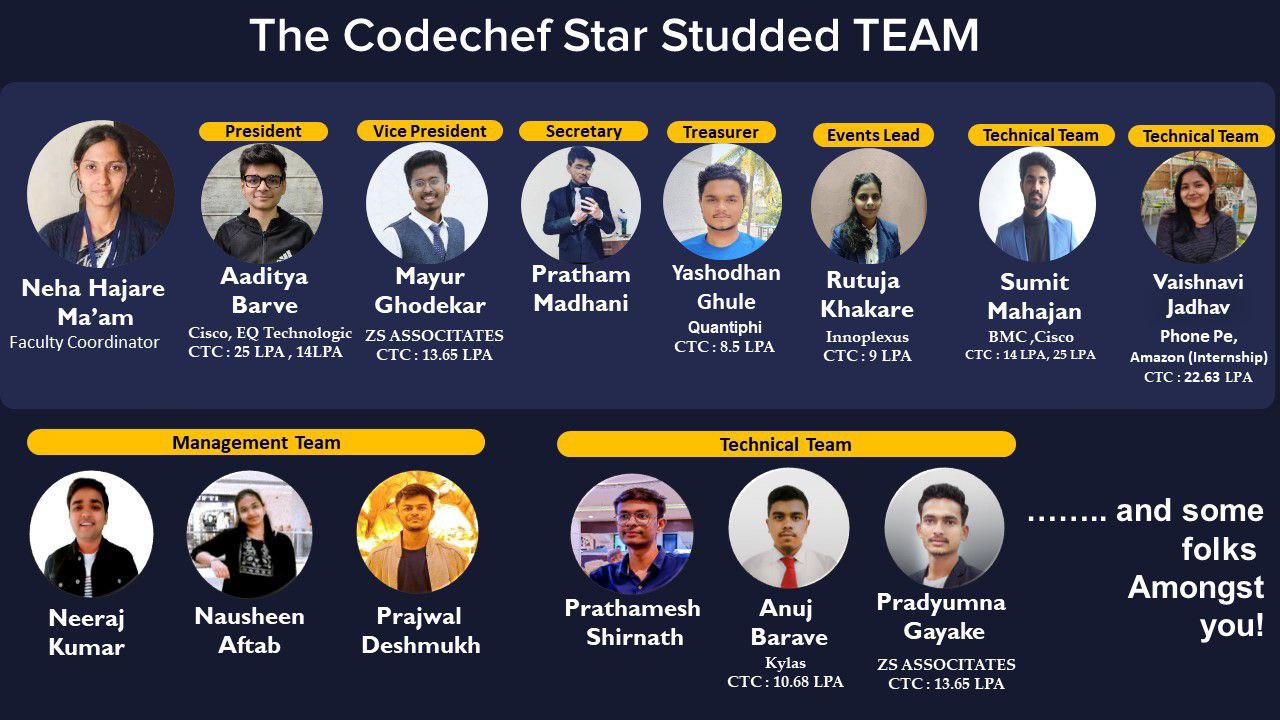 The Codechef Star Studded TEAM
Neha Hajare
Ma’am
Faculty Coordinator
President
Aaditya
Barve
Cisco, EQ Technologic
CTC : 25 LPA , 14LPA
Vice President
Mayur
Ghodekar
ZS ASSOCITATES
CTC : 13.65 LPA
Secretary
Pratham
Madhani
Treasurer
Yashodhan
Ghule
Quantiphi
CTC : 8.5 LPA
Events Lead
Rutuja
Khakare
Innoplexus
CTC : 9 LPA
Technical Team
Sumit
Mahajan
BMC ,Cisco
CTC : 14 LPA, 25 LPA
Technical Team
Vaishnavi
Jadhav
Phone Pe,
Amazon (Internship)
CTC : 22.63 LPA
Management Team
Neeraj
Kumar
Nausheen
Aftab
Prajwal
Deshmukh
Technical Team
Prathamesh
Shirnath
Anuj
Barave
Kylas
CTC : 10.68 LPA
Pradyumna
Gayake
ZS ASSOCITATES
CTC : 13.65 LPA
…….. and some
folks
Amongst
you!